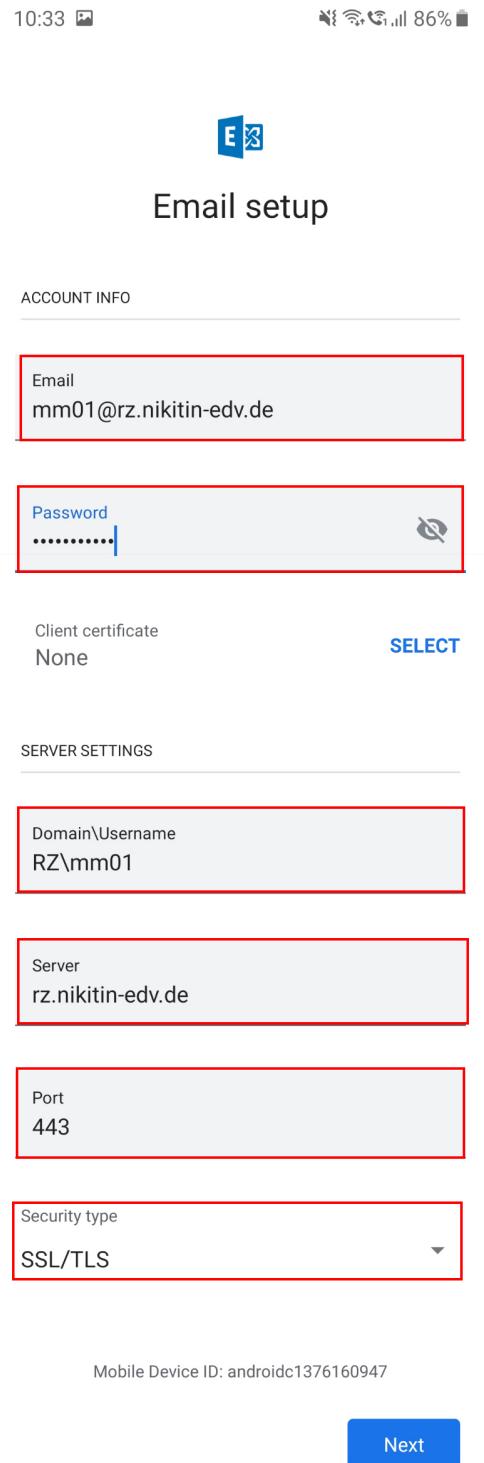 10:33
86%
E
Email setup
ACCOUNT INFO
Email
mm01@rz.nikitin-edv.de
Password
•••••••••••
Client certificate
None
SELECT
SERVER SETTINGS
Domain\Username
RZ\mm01
Server
rz.nikitin-edv.de
Port
443
Security type
SSL/TLS
Mobile Device ID: androidc1376160947
Next